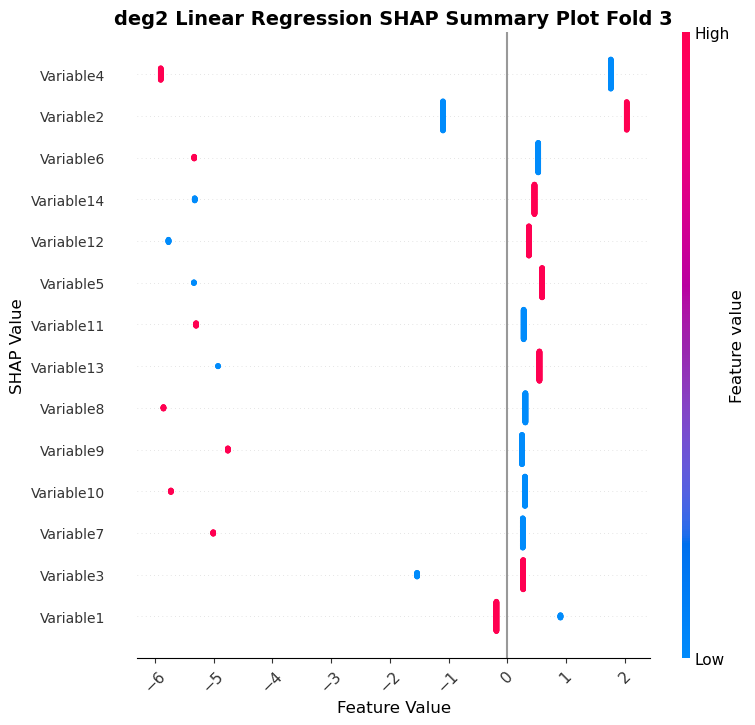 deg2 Linear Regression SHAP Summary Plot Fold 3
High
Variable4
Variable2
Variable6
Variable14
Variable12
Variable5
Variable11
Variable13
Variable8
Variable9
Variable10
Variable7
Variable3
Variable1
SHAP Value
Feature value
Low
−6
−5
−4
−3
−2
−1
0
1
2
Feature Value